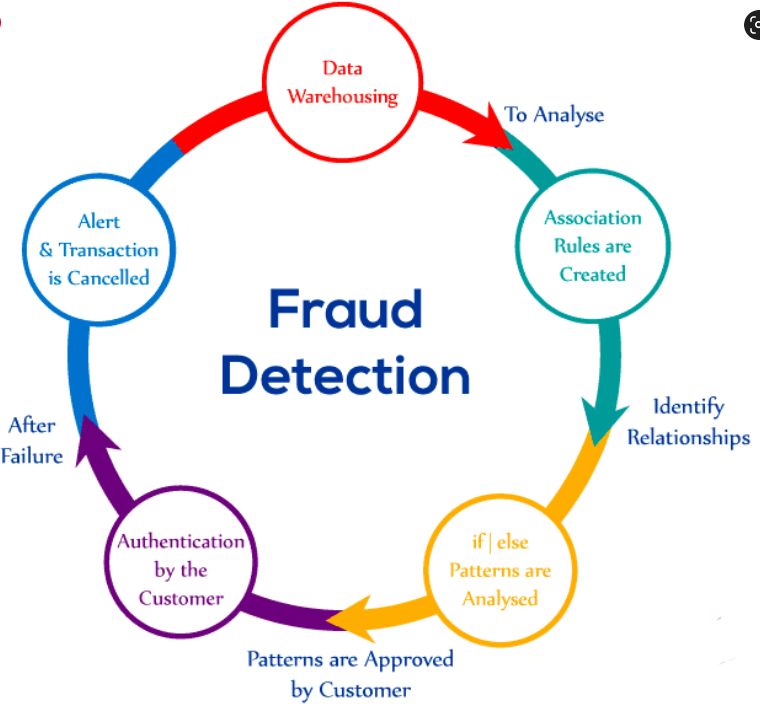 Data
Warehousing
To Analyse
Association
Rules are
Created
Identify
Relationships
if | else
Patterns are
Analysed
Patterns are Approved
by Customer
Authentication
by the
Customer
After
Failure
Alert
& Transaction
is Cancelled
Fraud
Detection